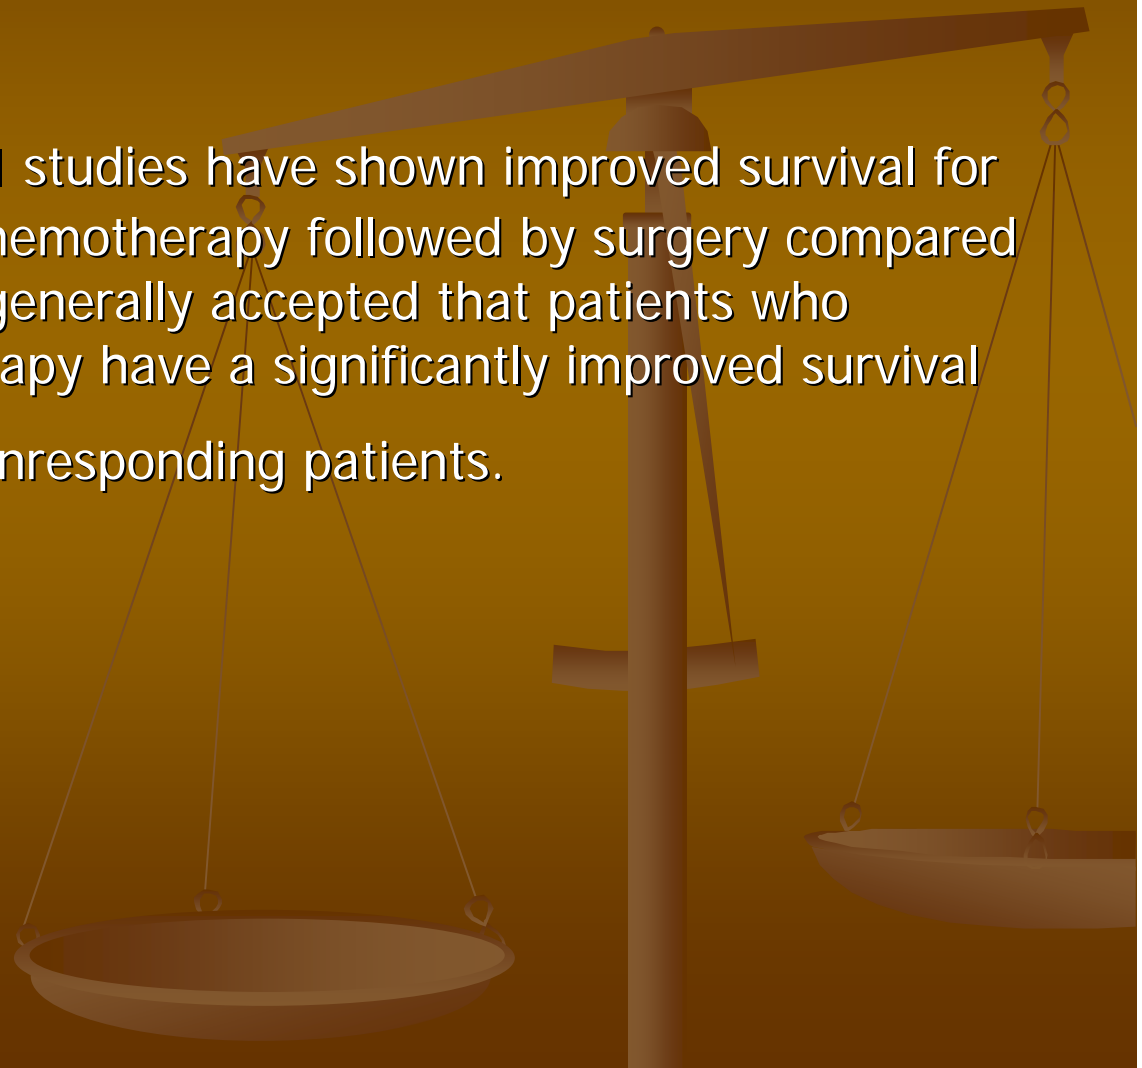 studies have shown improved survival for
hemotherapy followed by surgery compared
generally accepted that patients who
apy have a significantly improved survival
nresponding patients.